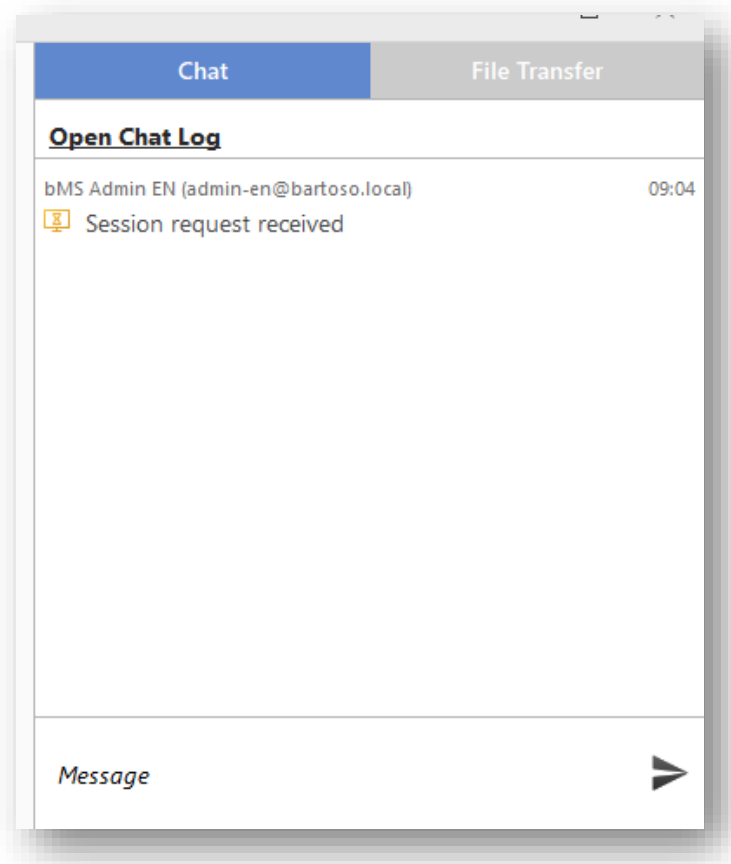 Chat
File Transfer
Open Chat Log
bMS Admin EN (admin-en@bartoso.local)
09:04
Session request received
Message